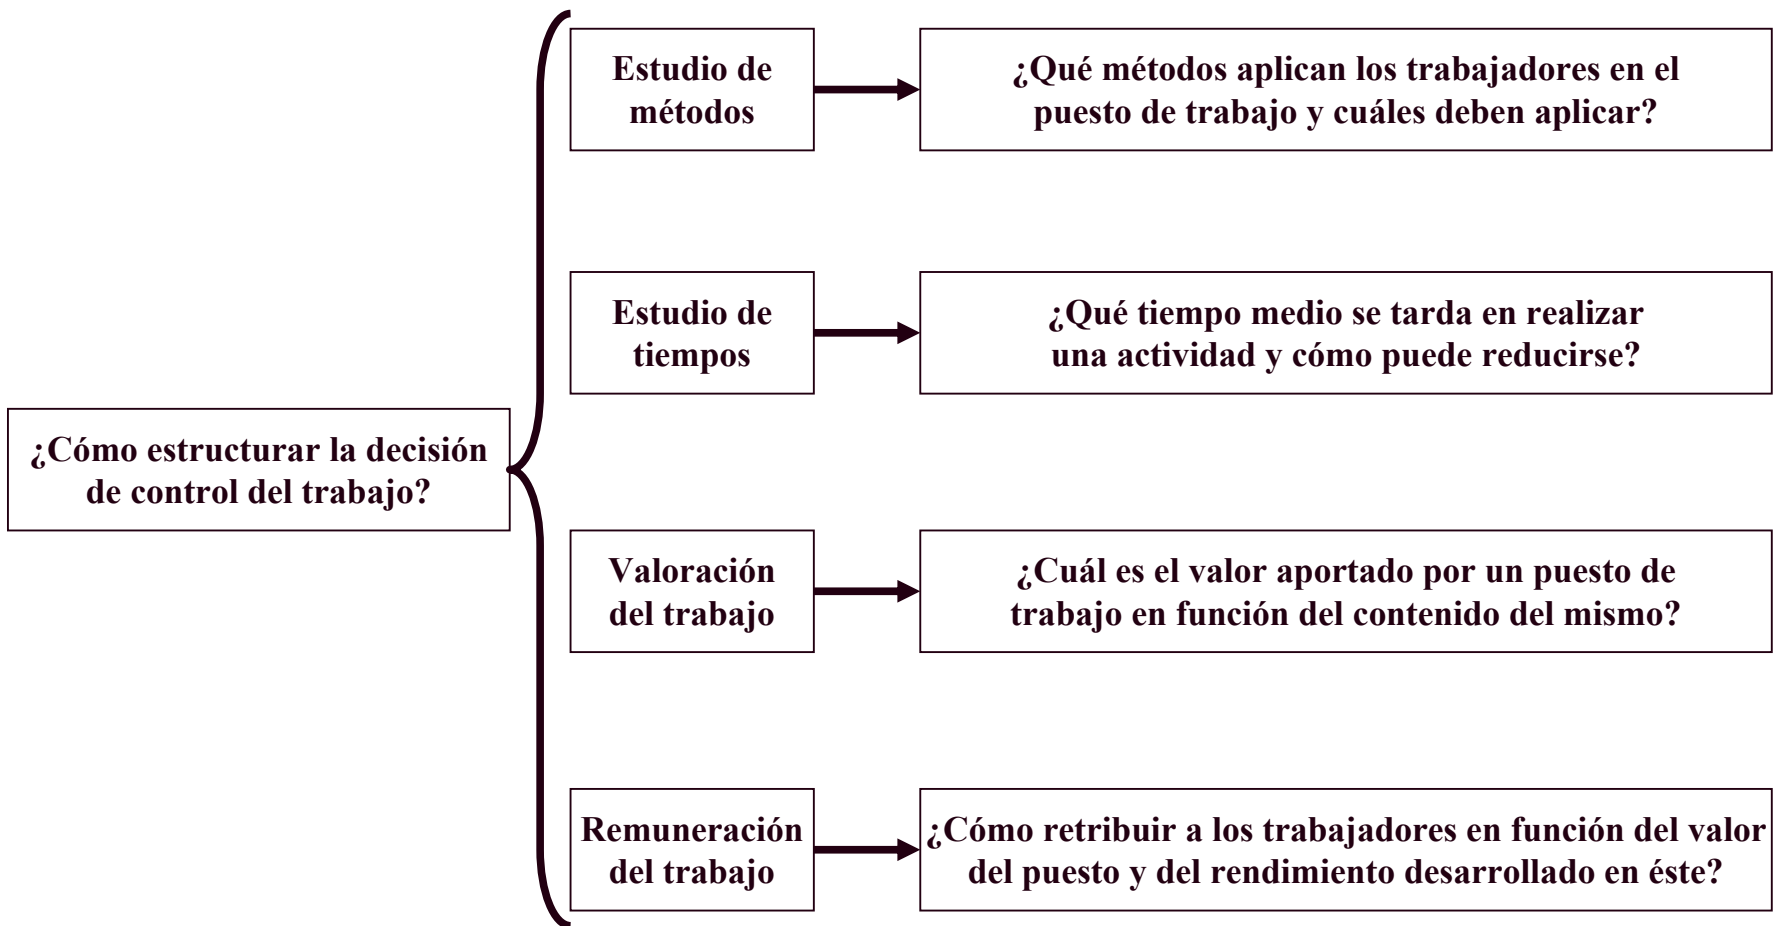 Estudio de
métodos
¿Qué métodos aplican los trabajadores en el
puesto de trabajo y cuáles deben aplicar?
Estudio de
tiempos
¿Qué tiempo medio se tarda en realizar
una actividad y cómo puede reducirse?
¿Cómo estructurar la decisión
de control del trabajo?
Valoración
del trabajo
¿Cuál es el valor aportado por un puesto de
trabajo en función del contenido del mismo?
Remuneración
del trabajo
¿Cómo retribuir a los trabajadores en función del valor
del puesto y del rendimiento desarrollado en éste?